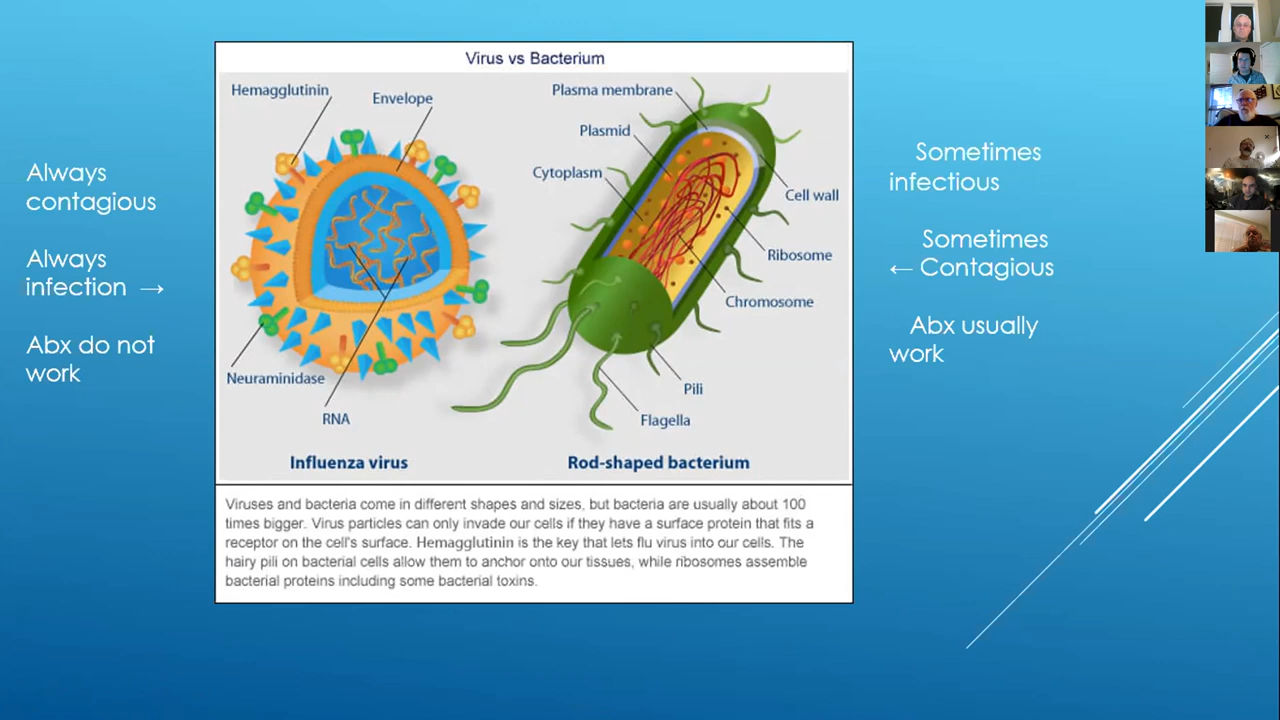 Always
contagious
Always
infection →
Abx do not
work
Virus vs Bacterium
Hemagglutinin
Envelope
Neuraminidase
RNA
Influenza virus
Plasma membrane
Plasmid
Cytoplasm
Cell wall
Ribosome
Chromosome
Pili
Flagella
Rod-shaped bacterium
Viruses and bacteria come in different shapes and sizes, but bacteria are usually about 100
times bigger. Virus particles can only invade our cells if they have a surface protein that fits a
receptor on the cell's surface. Hemagglutinin is the key that lets flu virus into our cells. The
hairy pili on bacterial cells allow them to anchor onto our tissues, while ribosomes assemble
bacterial proteins including some bacterial toxins.
Sometimes
infectious
Sometimes
← Contagious
Abx usually
work